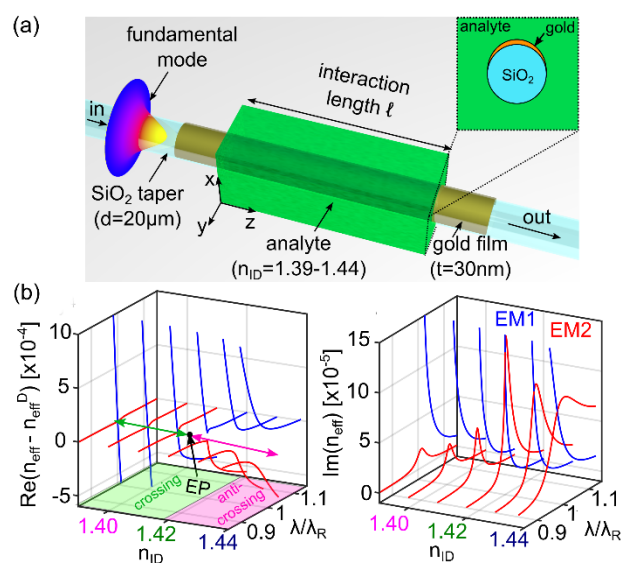 (a)
fundamental
mode
in
SiO₂ taper
(d=20μm)
interaction
length ℓ
analyte
gold
SiO₂
x
y
z
analyte
(nID=1.39-1.44)
gold film
(t=30nm)
out
(b)
Re(neff - neffD) [x10-4]
10
5
0
-5
EP
crossing
anti-
crossing
1.40
1.42
1.44
nID
0.9
1
1.1
λ/λR
Im(neff) [x10-5]
15
10
5
0
EM1
EM2
1.40
1.42
1.44
nID
0.9
1
1.1
λ/λR